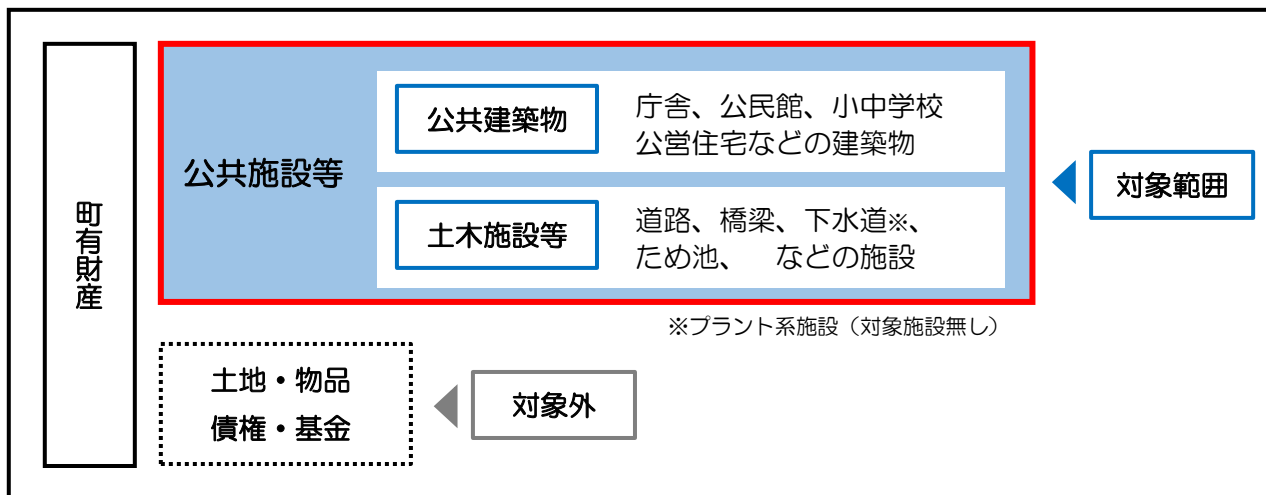 町有財産
公共施設等
公共建築物
庁舎、公民館、小中学校
公営住宅などの建築物
土木施設等
道路、橋梁、下水道※、
ため池、　などの施設
対象範囲
※プラント系施設（対象施設無し）
土地・物品
債権・基金
対象外